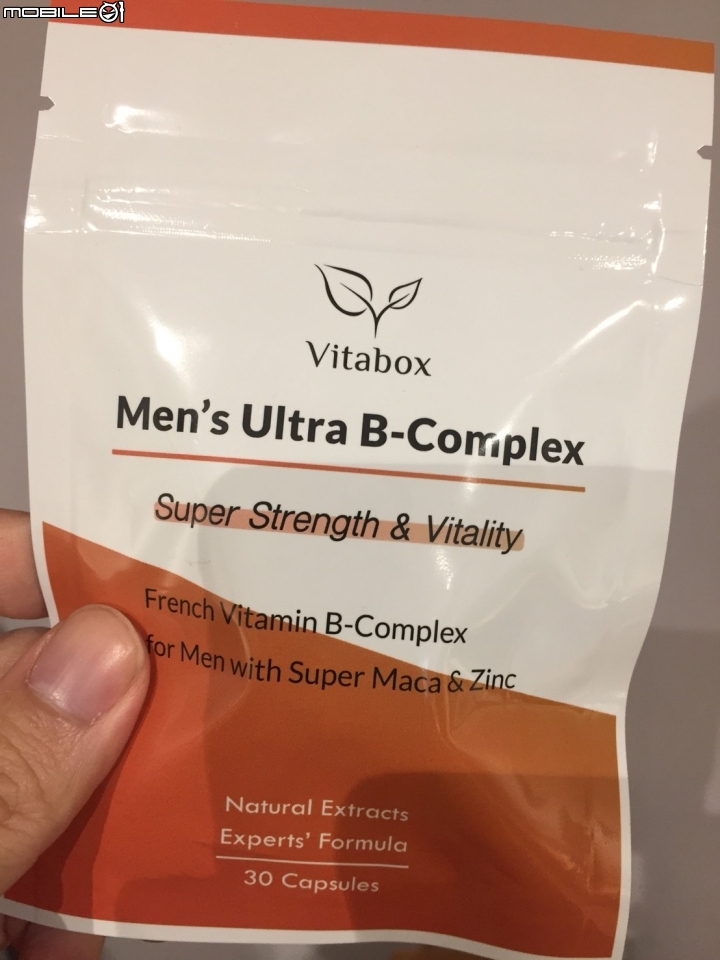 MOBILE01
Vitabox
Men's Ultra B-Complex
Super Strength & Vitality
French Vitamin B-Complex
for Men with Super Maca & Zinc
Natural Extracts
Experts' Formula
30 Capsules